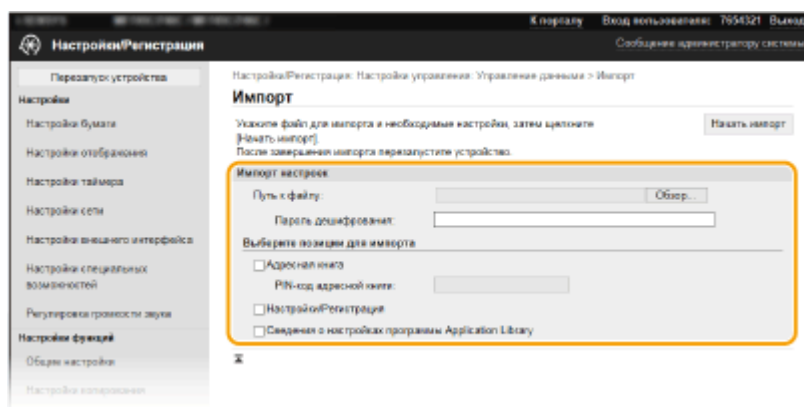 К порталу Вход пользователя: 7654321 Выход
Настройки/Регистрация
Сообщение администратору системы
Перезапуск устройства
Настройки
Настройки бумаги
Настройки отображения
Настройки таймера
Настройки сети
Настройки внешнего интерфейса
Настройки специальных
возможностей
Регулировка громкости звука
Настройки функций
Общие настройки
Настройки копирования
Настройки/Регистрация: Настройки управления: Управление данными > Импорт
Импорт
Укажите файл для импорта и необходимые настройки, затем щелкните
[Начать импорт].
После завершения импорта перезапустите устройство.
Начать импорт
Импорт настроек
Путь к файлу:
Обзор...
Пароль дешифрования:
Выберите позиции для импорта
Адресная книга
PIN-код адресной книги:
Настройки/Регистрация
Сведения о настройках программы Application Library